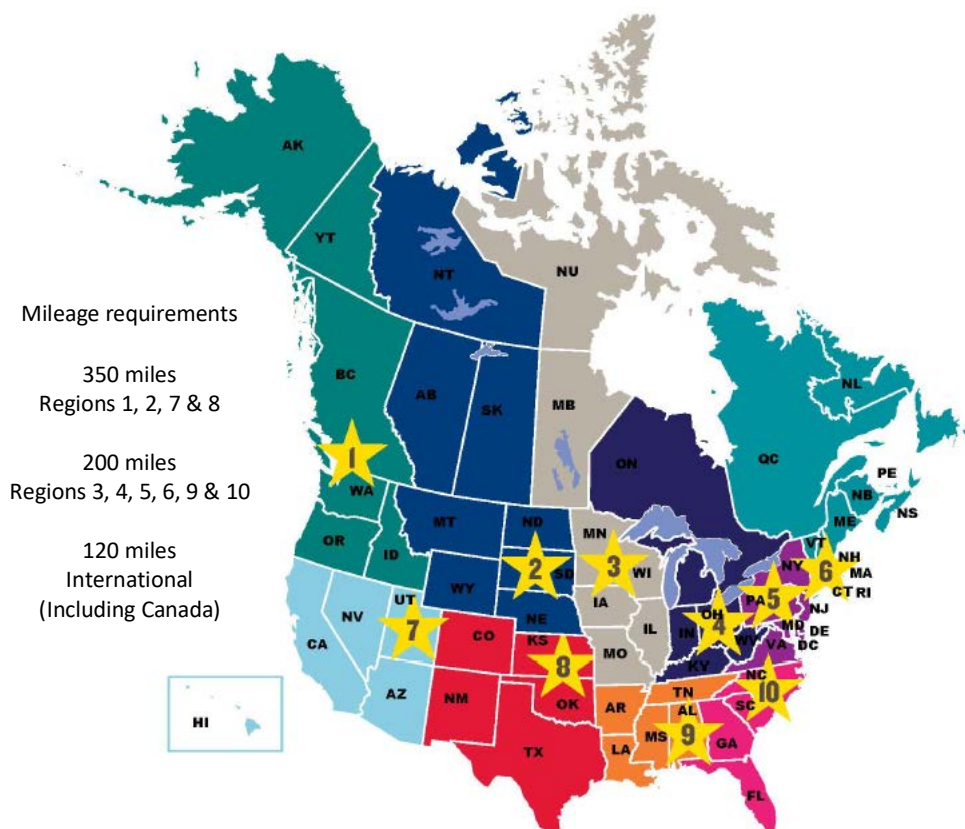 AK
YT
NT
NU
Mileage requirements
350 miles
Regions 1, 2, 7 & 8
BC
AB
SK
MB
NL
ON
QC
PE
NB
NS
200 miles
Regions 3, 4, 5, 6, 9 & 10
1
WA
MT
ND
MN
ME
VT
NH
MA
CT RI
120 miles
International
(Including Canada)
OR
ID
WY
2
SD
3
WI
NY
6
5
PA
NJ
MD
DE
DC
NV
UT
7
NE
IA
IL
IN
OH
4
WV
VA
CA
CO
KS
8
MO
KY
NC
10
AZ
NM
OK
AR
TN
SC
HI
TX
LA
MS
AL
9
GA
FL